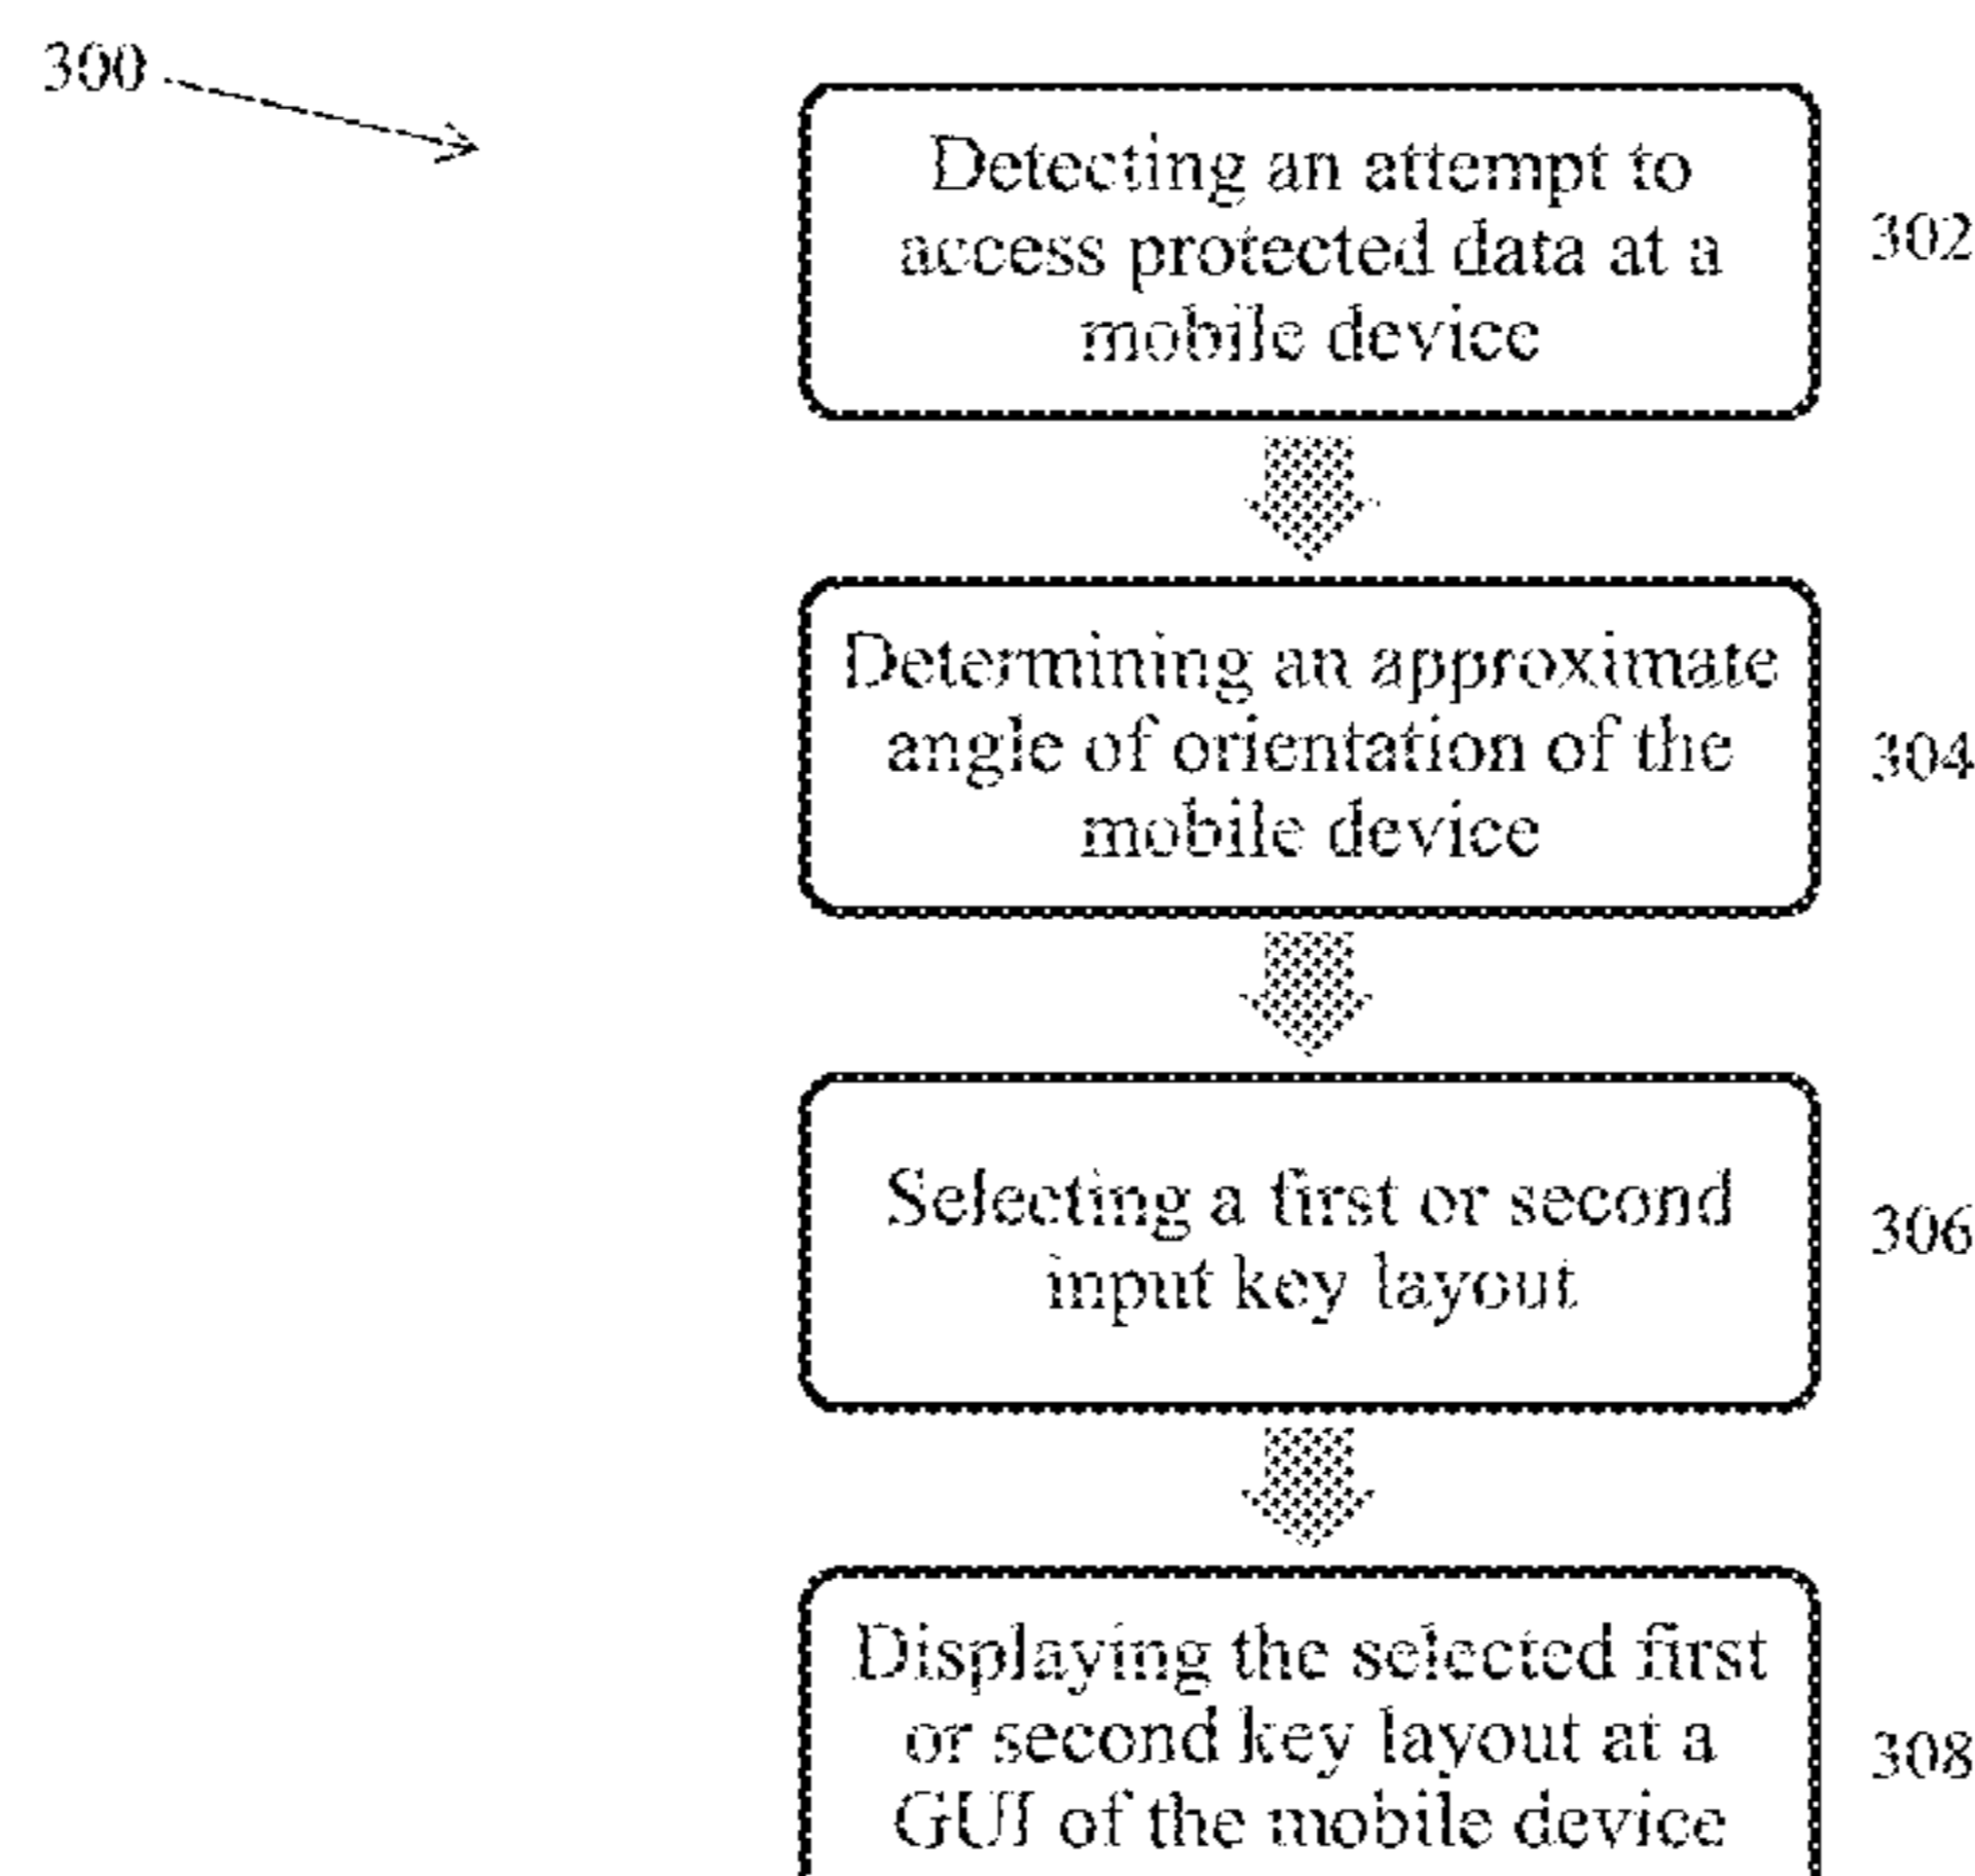 300
Detecting an attempt to
access protected data at a
mobile device
302
Determining an approximate
angle of orientation of the
mobile device
304
Selecting a first or second
input key layout
306
Displaying the selected first
or second key layout at a
GUI of the mobile device
308